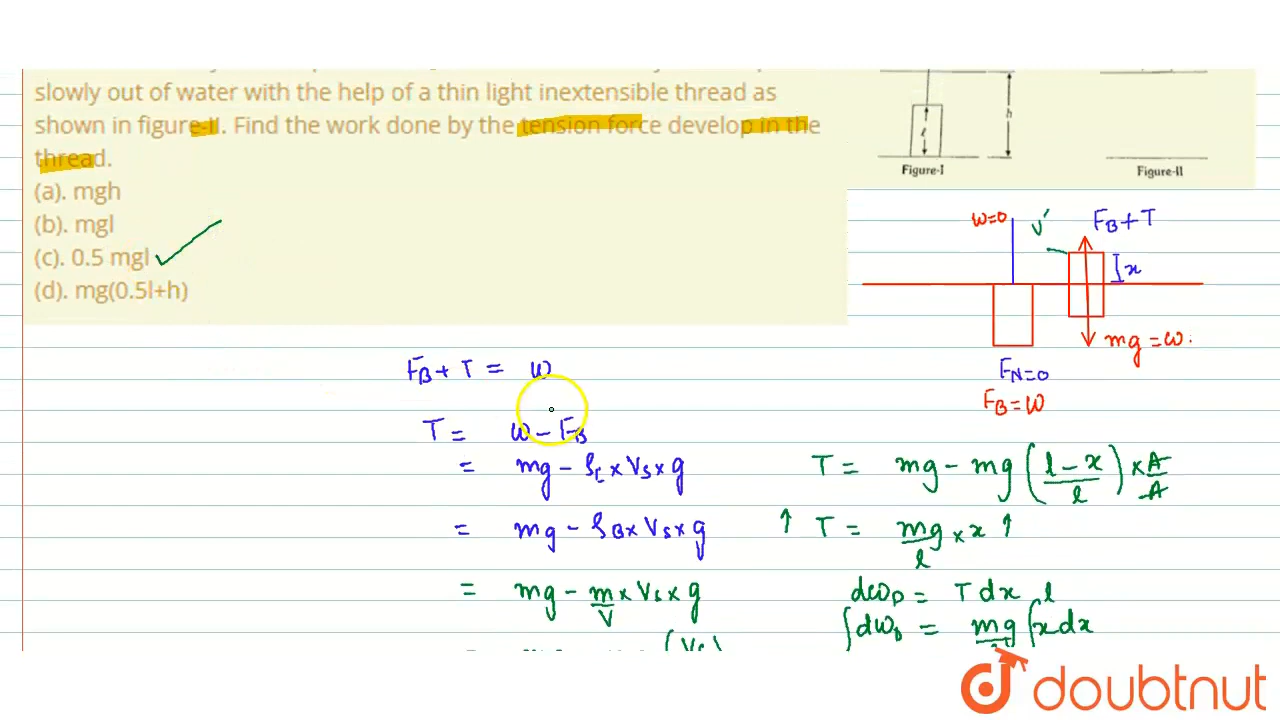 slowly out of water with the help of a thin light inextensible thread as
shown in figure-II. Find the work done by the tension force develop in the
thread.
(a). mgh
(b). mgl
(c). 0.5 mgl ✓
(d). mg(0.5l+h)
h
l
Figure-I
Figure-II
W=0
V'
F_B+T
x
mg = W
F_N=0
F_B = W
F_B + T = W
T = W - F_B
= mg - S_L × V_S × g
= mg - S_B × V_S × g
= mg - m/V × V_S × g
T = mg - mg ( l-x / l ) × A/A
↑ T = mg/l × x ↑
dW_D = T dx
∫dW_D = mg/l ∫ x dx
l
doubtnut